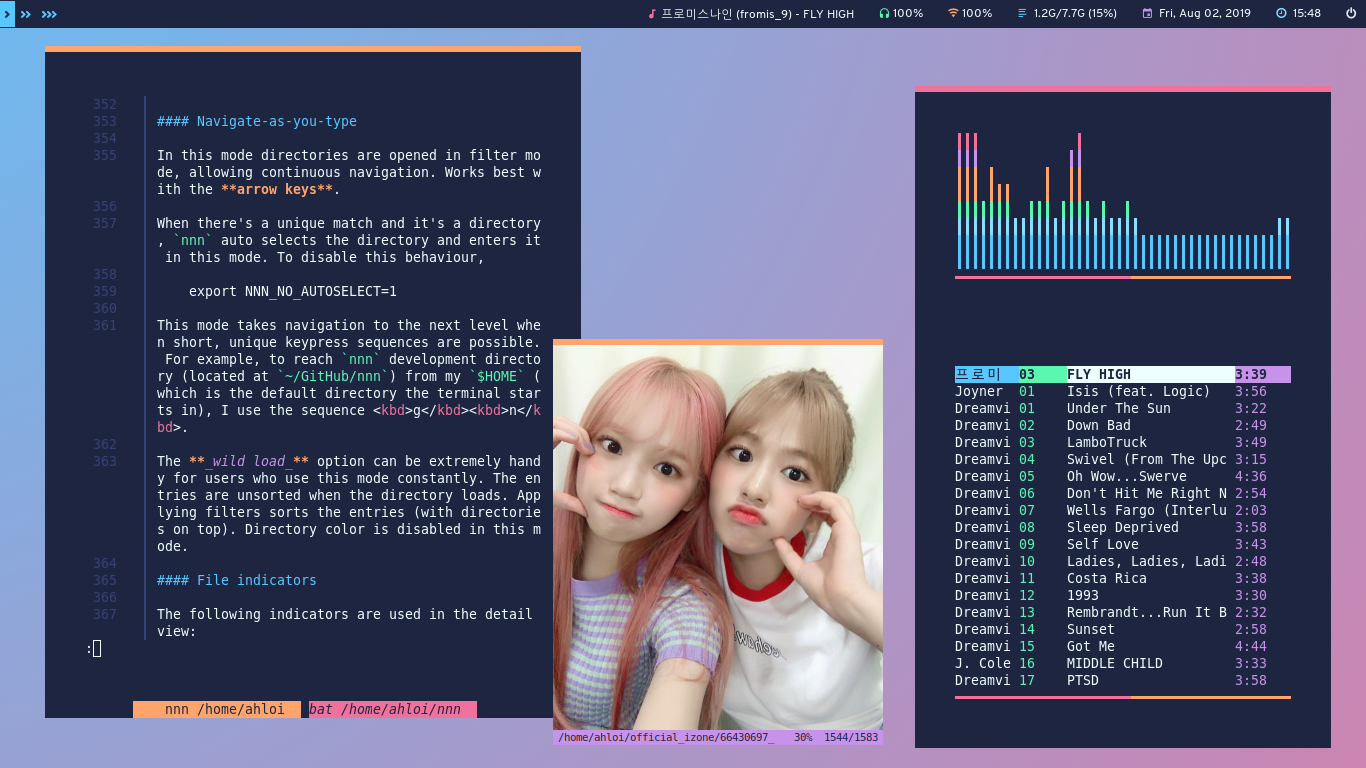 프로미스나인 (fromis_9) - FLY HIGH 100% 100% 1.2G/7.7G (15%) Fri, Aug 02, 2019 15:48
352
353 #### Navigate-as-you-type
354
355 In this mode directories are opened in filter mo
de, allowing continuous navigation. Works best w
ith the **arrow keys**.
356
357 When there's a unique match and it's a directory
, `nnn` auto selects the directory and enters it
in this mode. To disable this behaviour,
358
359 export NNN_NO_AUTOSELECT=1
360
361 This mode takes navigation to the next level whe
n short, unique keypress sequences are possible.
For example, to reach `nnn` development directo
ry (located at `~/GitHub/nnn`) from my `$HOME` (
which is the default directory the terminal star
ts in), I use the sequence <kbd>g</kbd><kbd>n</k
bd>.
362
363 The **_wild load_** option can be extremely hand
y for users who use this mode constantly. The en
tries are unsorted when the directory loads. App
lying filters sorts the entries (with directorie
s on top). Directory color is disabled in this m
ode.
364
365 #### File indicators
366
367 The following indicators are used in the detail
view:
:
nnn /home/ahloi bat /home/ahloi/nnn
/home/ahloi/official_izone/66430697_ 30% 1544/1583
프로미 03 FLY HIGH 3:39
Joyner 01 Isis (feat. Logic) 3:56
Dreamvi 01 Under The Sun 3:22
Dreamvi 02 Down Bad 2:49
Dreamvi 03 LamboTruck 3:49
Dreamvi 04 Swivel (From The Upc 3:15
Dreamvi 05 Oh Wow...Swerve 4:36
Dreamvi 06 Don't Hit Me Right N 2:54
Dreamvi 07 Wells Fargo (Interlu 2:03
Dreamvi 08 Sleep Deprived 3:58
Dreamvi 09 Self Love 3:43
Dreamvi 10 Ladies, Ladies, Ladi 2:48
Dreamvi 11 Costa Rica 3:38
Dreamvi 12 1993 3:30
Dreamvi 13 Rembrandt...Run It B 2:32
Dreamvi 14 Sunset 2:58
Dreamvi 15 Got Me 4:44
J. Cole 16 MIDDLE CHILD 3:33
Dreamvi 17 PTSD 3:58